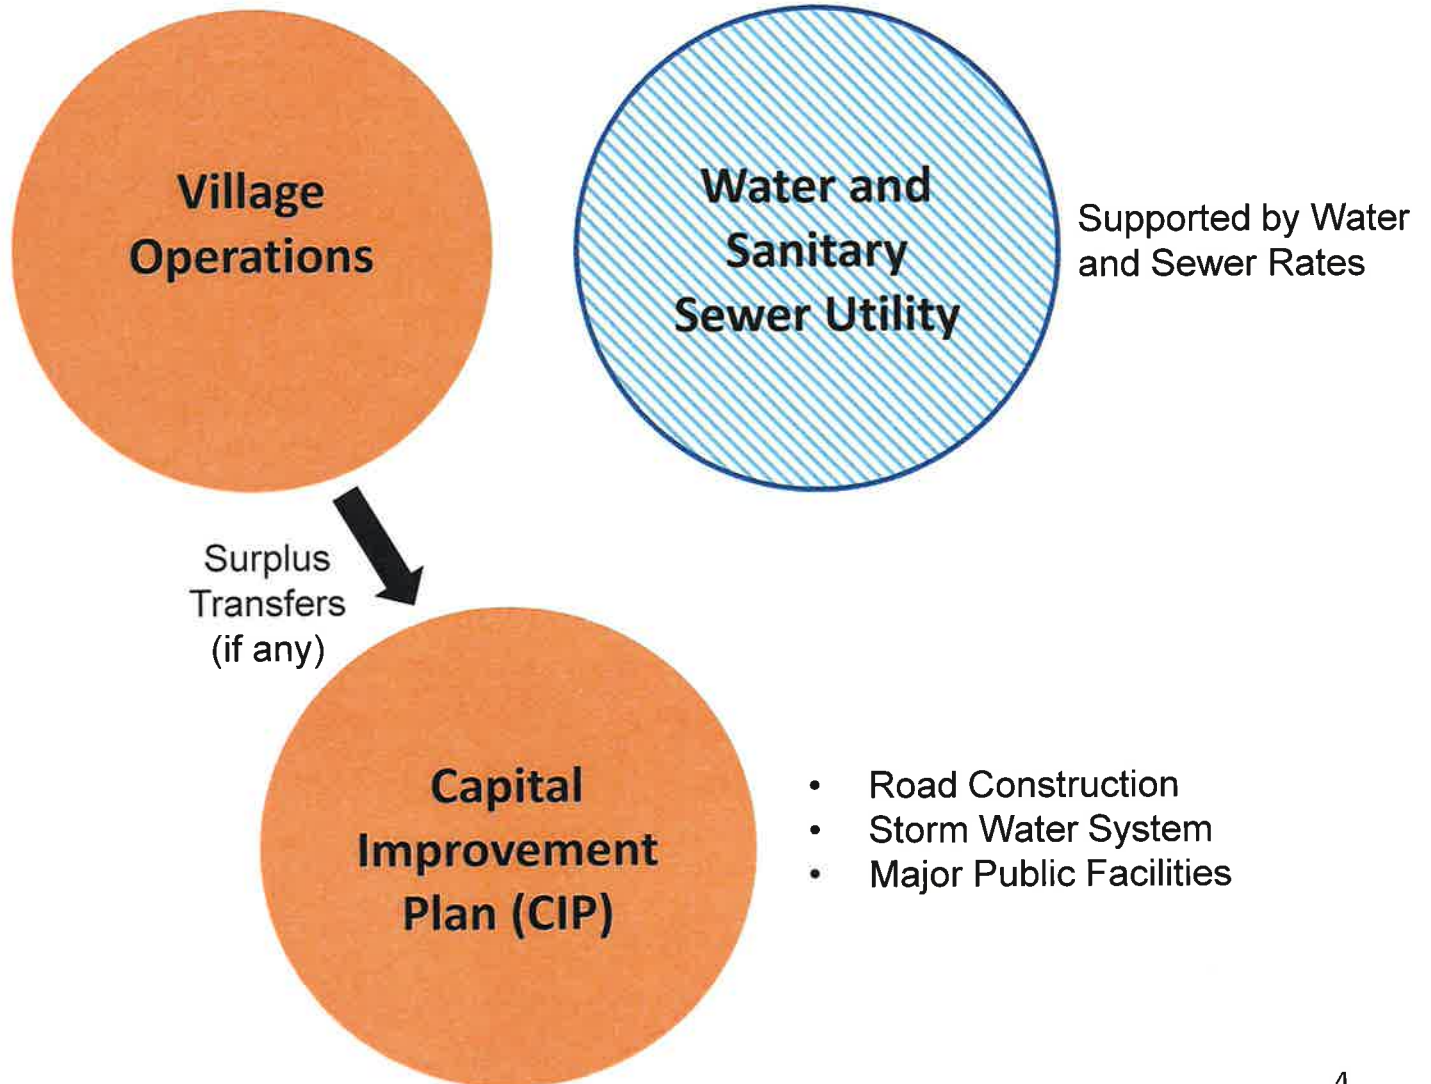 Village
Operations
Water and
Sanitary
Sewer Utility
Supported by Water
and Sewer Rates
Surplus
Transfers
(if any)
Capital
Improvement
Plan (CIP)
• Road Construction
• Storm Water System
• Major Public Facilities
4